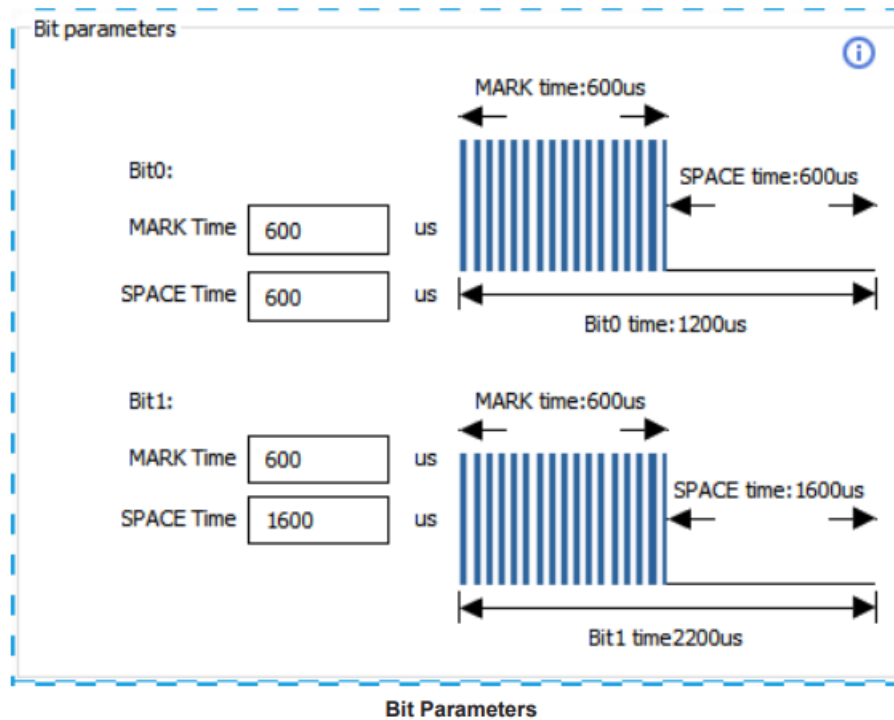 Bit parameters
MARK time:600us
Bit0:
SPACE time:600us
MARK Time 600 us
SPACE Time 600 us
Bit0 time:1200us
Bit1:
MARK time:600us
MARK Time 600 us
SPACE time:1600us
SPACE Time 1600 us
Bit1 time2200us
Bit Parameters